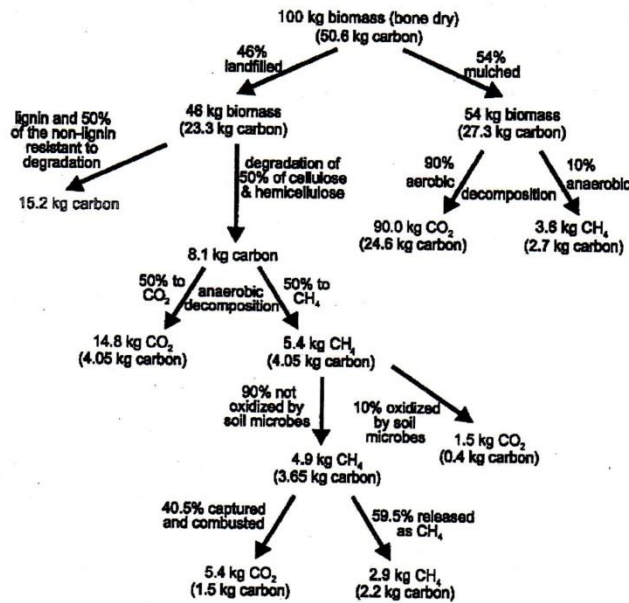 100 kg biomass (bone dry)
(50.6 kg carbon)
46%
landfilled
54%
mulched
lignin and 50%
of the non-lignin
resistant to
degradation
46 kg biomass
(23.3 kg carbon)
54 kg biomass
(27.3 kg carbon)
15.2 kg carbon
degradation of
50% of cellulose
& hemicellulose
90%
aerobic
decomposition
10%
anaerobic
90.0 kg CO₂
(24.6 kg carbon)
3.6 kg CH₄
(2.7 kg carbon)
8.1 kg carbon
50% to
CO₂
anaerobic
decomposition
50% to
CH₄
14.8 kg CO₂
(4.05 kg carbon)
5.4 kg CH₄
(4.05 kg carbon)
90% not
oxidized by
soil microbes
10% oxidized
by soil
microbes
1.5 kg CO₂
(0.4 kg carbon)
4.9 kg CH₄
(3.65 kg carbon)
40.5% captured
and combusted
59.5% released
as CH₄
5.4 kg CO₂
(1.5 kg carbon)
2.9 kg CH₄
(2.2 kg carbon)